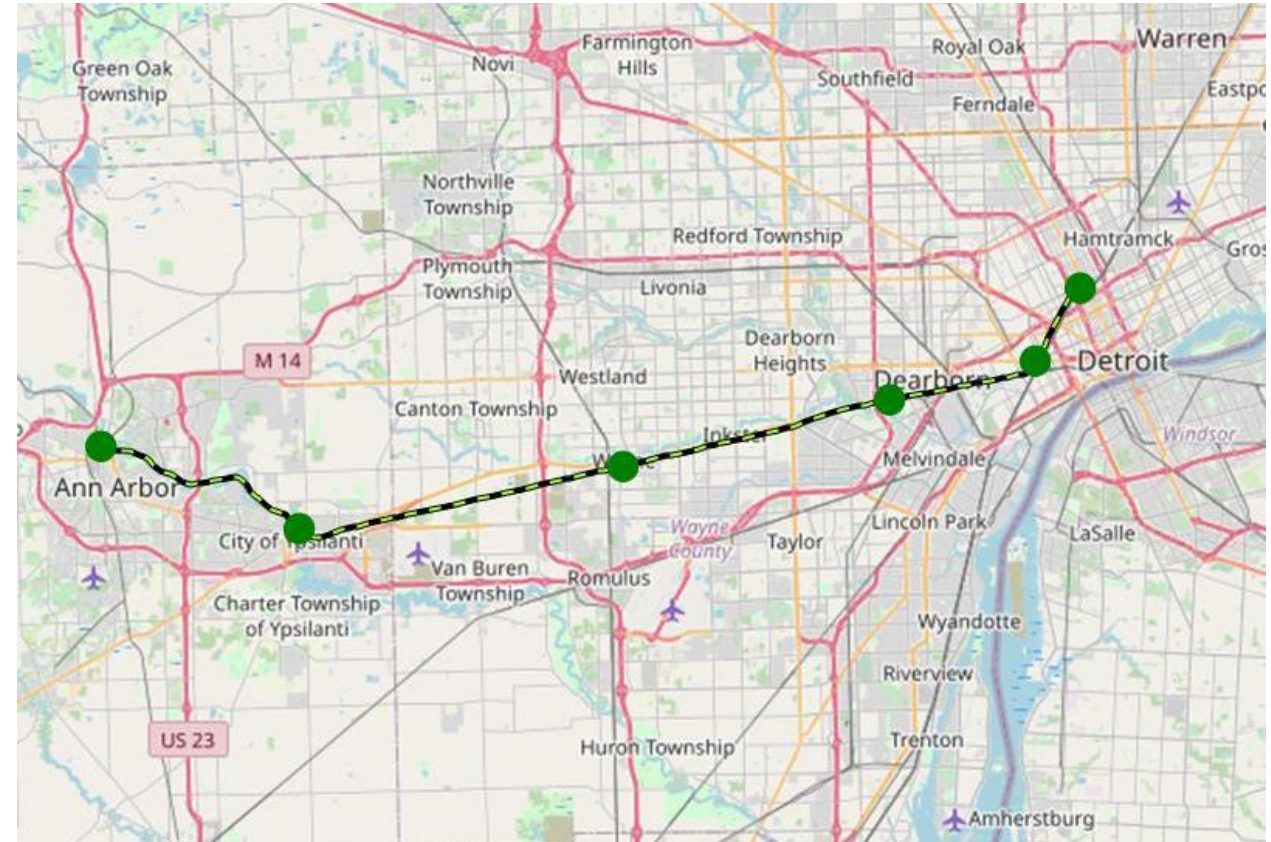 Farmington
Hills
Royal Oak
Warren
Novi
Green Oak
Township
Southfield
Ferndale
Eastpo
Northville
Township
Redford Township
Hamtramck
Gros
Plymouth
Township
Livonia
Dearborn
Heights
M 14
Detroit
Westland
Dearborn
Canton Township
Windsor
Melvindale
Ann Arbor
Lincoln Park
LaSalle
Wayne
County
Taylor
City of Ypsilanti
Van Buren
Township
Romulus
Charter Township
of Ypsilanti
Wyandotte
Riverview
US 23
Huron Township
Trenton
Amherstburg